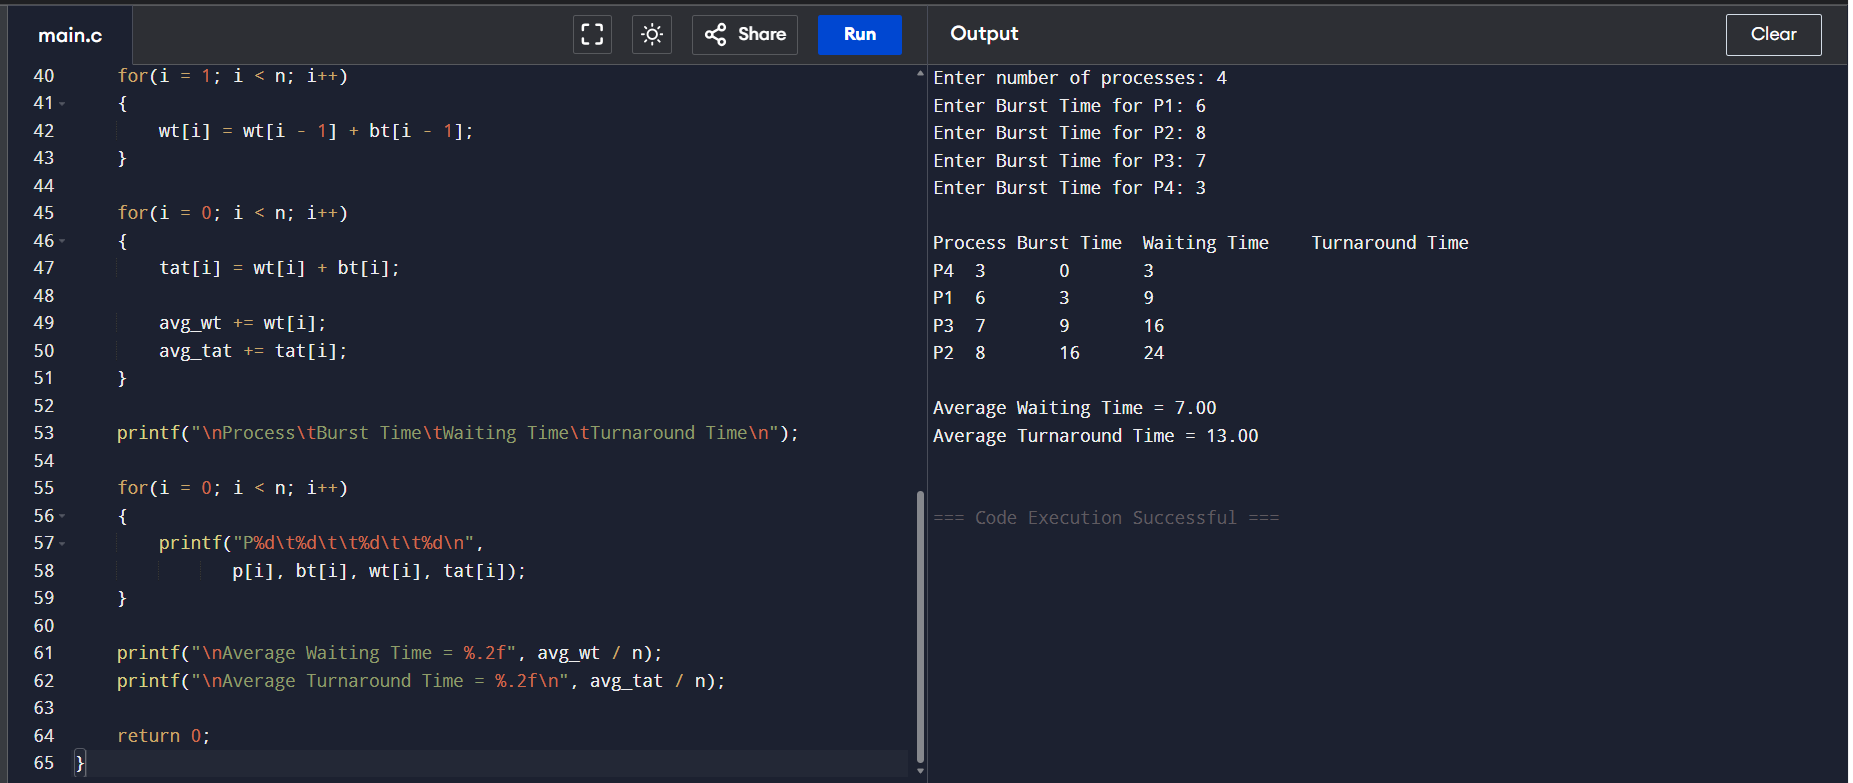 main.c
Share
Run
40 for(i = 1; i < n; i++)
41 {
42 wt[i] = wt[i - 1] + bt[i - 1];
43 }
44
45 for(i = 0; i < n; i++)
46 {
47 tat[i] = wt[i] + bt[i];
48
49 avg_wt += wt[i];
50 avg_tat += tat[i];
51 }
52
53 printf("\nProcess\tBurst Time\tWaiting Time\tTurnaround Time\n");
54
55 for(i = 0; i < n; i++)
56 {
57 printf("P%d\t%d\t\t%d\t\t%d\n",
58 p[i], bt[i], wt[i], tat[i]);
59 }
60
61 printf("\nAverage Waiting Time = %.2f", avg_wt / n);
62 printf("\nAverage Turnaround Time = %.2f\n", avg_tat / n);
63
64 return 0;
65 }
Output
Clear
Enter number of processes: 4
Enter Burst Time for P1: 6
Enter Burst Time for P2: 8
Enter Burst Time for P3: 7
Enter Burst Time for P4: 3
Process Burst Time Waiting Time Turnaround Time
P4 3 0 3
P1 6 3 9
P3 7 9 16
P2 8 16 24
Average Waiting Time = 7.00
Average Turnaround Time = 13.00
=== Code Execution Successful ===